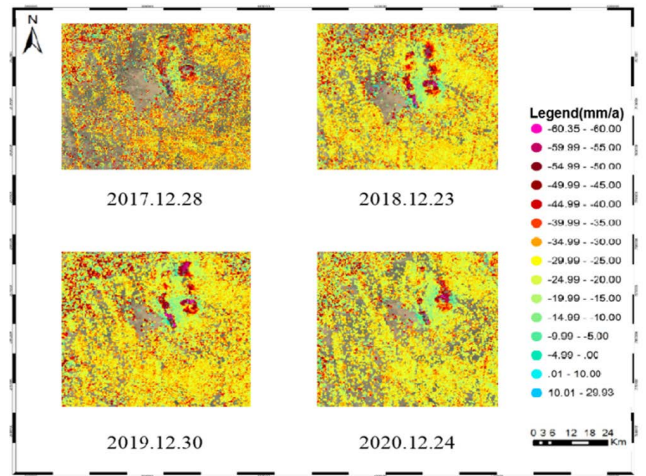 N
2017.12.28
2018.12.23
2019.12.30
2020.12.24
Legend(mm/a)
-60.35 - -60.00
-59.99 - -55.00
-54.99 - -50.00
-49.99 - -45.00
-44.99 - -40.00
-39.99 - -35.00
-34.99 - -30.00
-29.99 - -25.00
-24.99 - -20.00
-19.99 - -15.00
-14.99 - -10.00
-9.99 - -5.00
-4.99 - .00
.01 - 10.00
10.01 - 29.93
0 3 6 12 18 24
Km